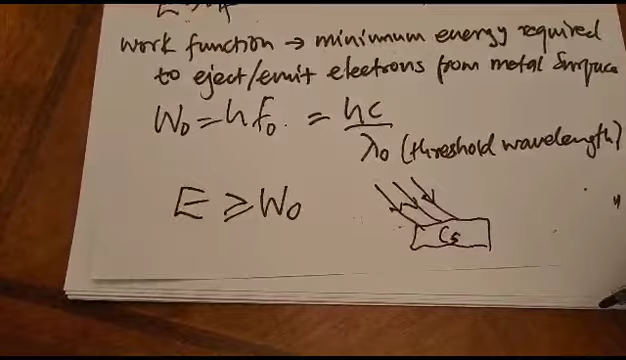 Work function → minimum energy required
to eject/emit electrons from metal surface
W₀ = hf₀. = hc/λ₀ (threshold wavelength)
E ≥ W₀
Cs